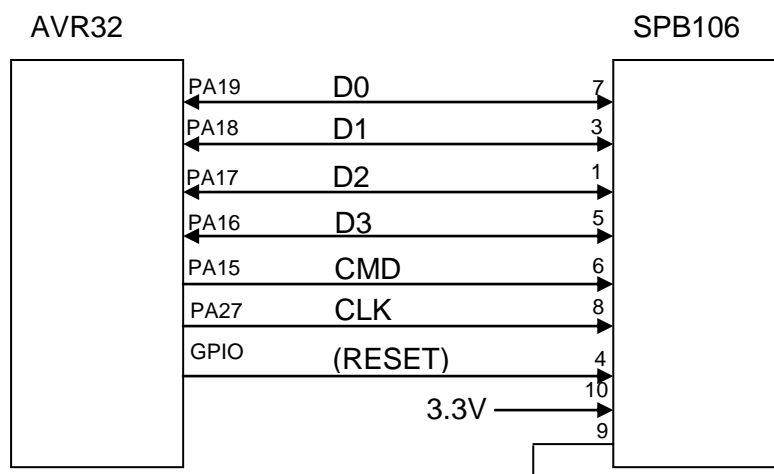 AVR32 SPB106
PA19 D0 7
PA18 D1 3
PA17 D2 1
PA16 D3 5
PA15 CMD 6
PA27 CLK 8
GPIO (RESET) 4
3.3V 10
9